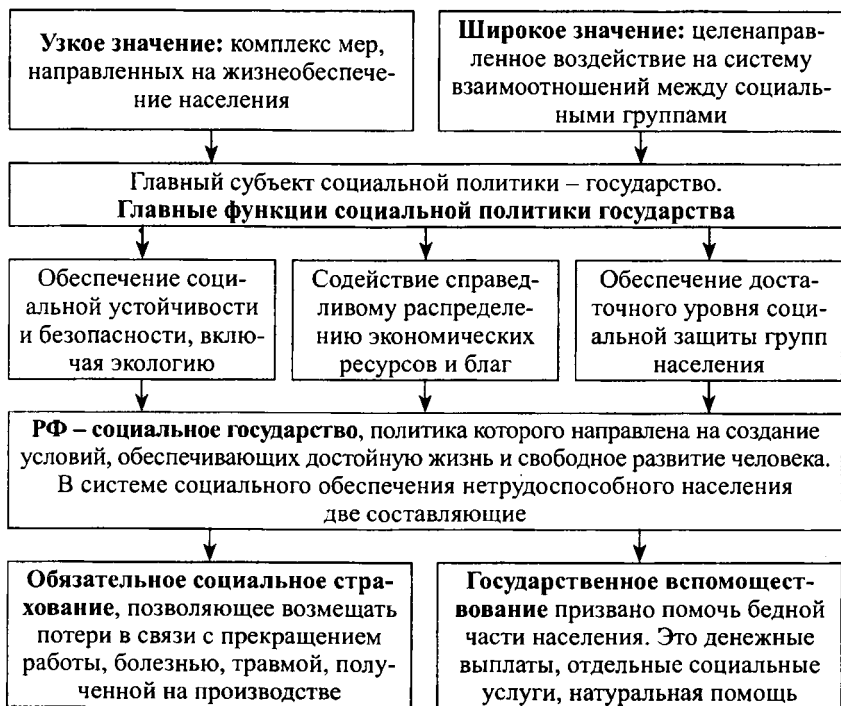 Узкое значение: комплекс мер,
направленных на жизнеобеспече-
ние населения
Широкое значение: целенаправ-
ленное воздействие на систему
взаимоотношений между социаль-
ными группами
Главный субъект социальной политики – государство.
Главные функции социальной политики государства
Обеспечение соци-
альной устойчивости
и безопасности, вклю-
чая экологию
Содействие справед-
ливому распределе-
нию экономических
ресурсов и благ
Обеспечение доста-
точного уровня соци-
альной защиты групп
населения
РФ – социальное государство, политика которого направлена на создание
условий, обеспечивающих достойную жизнь и свободное развитие человека.
В системе социального обеспечения нетрудоспособного населения
две составляющие
Обязательное социальное стра-
хование, позволяющее возмещать
потери в связи с прекращением
работы, болезнью, травмой, полу-
ченной на производстве
Государственное вспомощест-
вование призвано помочь бедной
части населения. Это денежные
выплаты, отдельные социальные
услуги, натуральная помощь